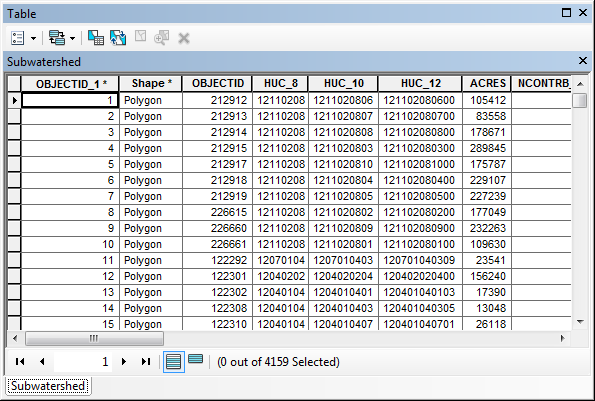 Table
Subwatershed
OBJECTID_1 * Shape * OBJECTID HUC_8 HUC_10 HUC_12 ACRES NCONTRB_
1 Polygon 212912 12110208 1211020806 121102080600 105412
2 Polygon 212913 12110208 1211020807 121102080700 83558
3 Polygon 212914 12110208 1211020808 121102080800 178671
4 Polygon 212915 12110208 1211020803 121102080300 289845
5 Polygon 212917 12110208 1211020810 121102081000 175787
6 Polygon 212918 12110208 1211020804 121102080400 229107
7 Polygon 212919 12110208 1211020805 121102080500 227239
8 Polygon 226615 12110208 1211020802 121102080200 177049
9 Polygon 226660 12110208 1211020809 121102080900 232263
10 Polygon 226661 12110208 1211020801 121102080100 109630
11 Polygon 122292 12070104 1207010403 120701040309 23541
12 Polygon 122301 12040202 1204020204 120402020400 156240
13 Polygon 122302 12040104 1204010401 120401040103 17390
14 Polygon 122308 12040104 1204010403 120401040305 13048
15 Polygon 122310 12040104 1204010407 120401040701 26118
1 (0 out of 4159 Selected)
Subwatershed